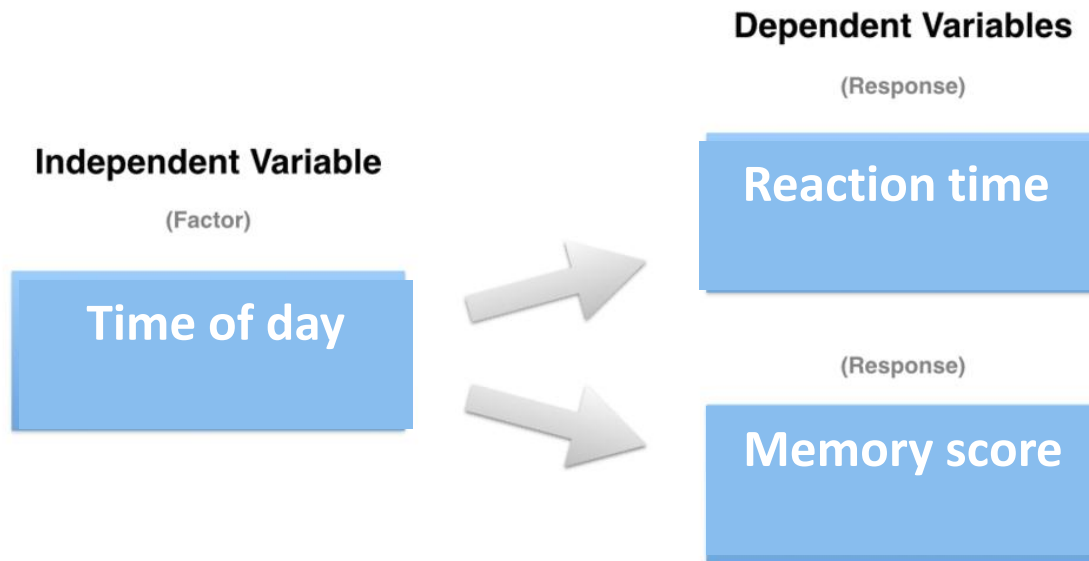 Independent Variable
(Factor)
Time of day
Dependent Variables
(Response)
Reaction time
(Response)
Memory score